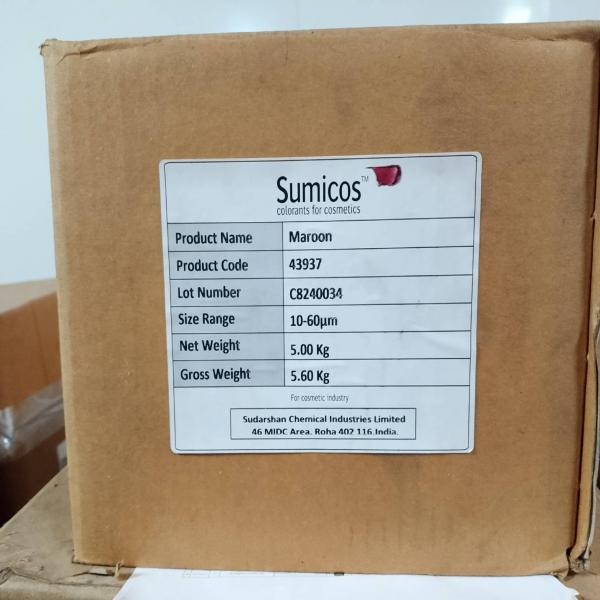 Sumicos™
colorants for cosmetics
Product Name Maroon
Product Code 43937
Lot Number C8240034
Size Range 10-60µm
Net Weight 5.00 Kg
Gross Weight 5.60 Kg
For cosmetic industry
Sudarshan Chemical Industries Limited
46 MIDC Area. Roha 402 116.India.